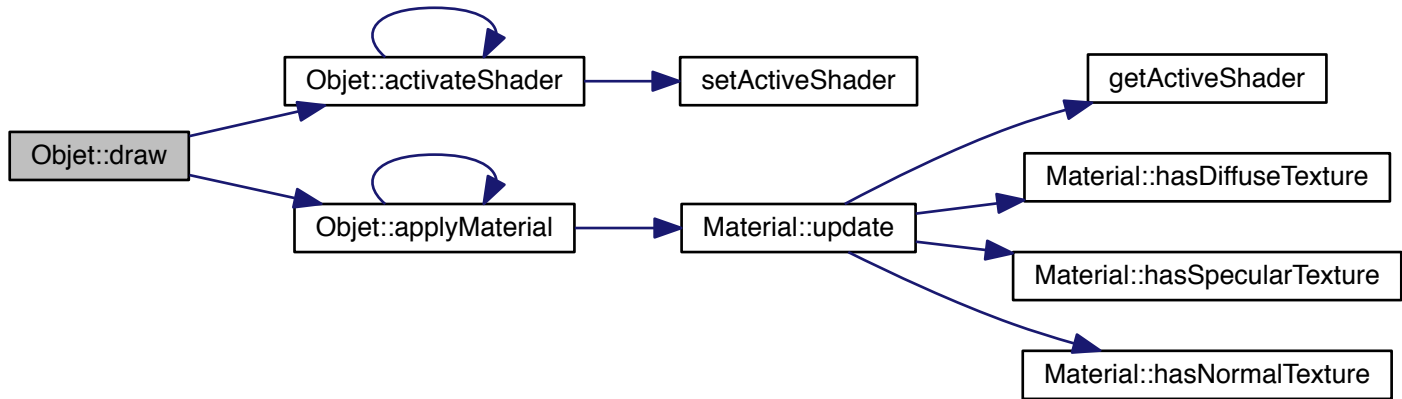 Objet::draw
Objet::activateShader
setActiveShader
Objet::applyMaterial
Material::update
getActiveShader
Material::hasDiffuseTexture
Material::hasSpecularTexture
Material::hasNormalTexture